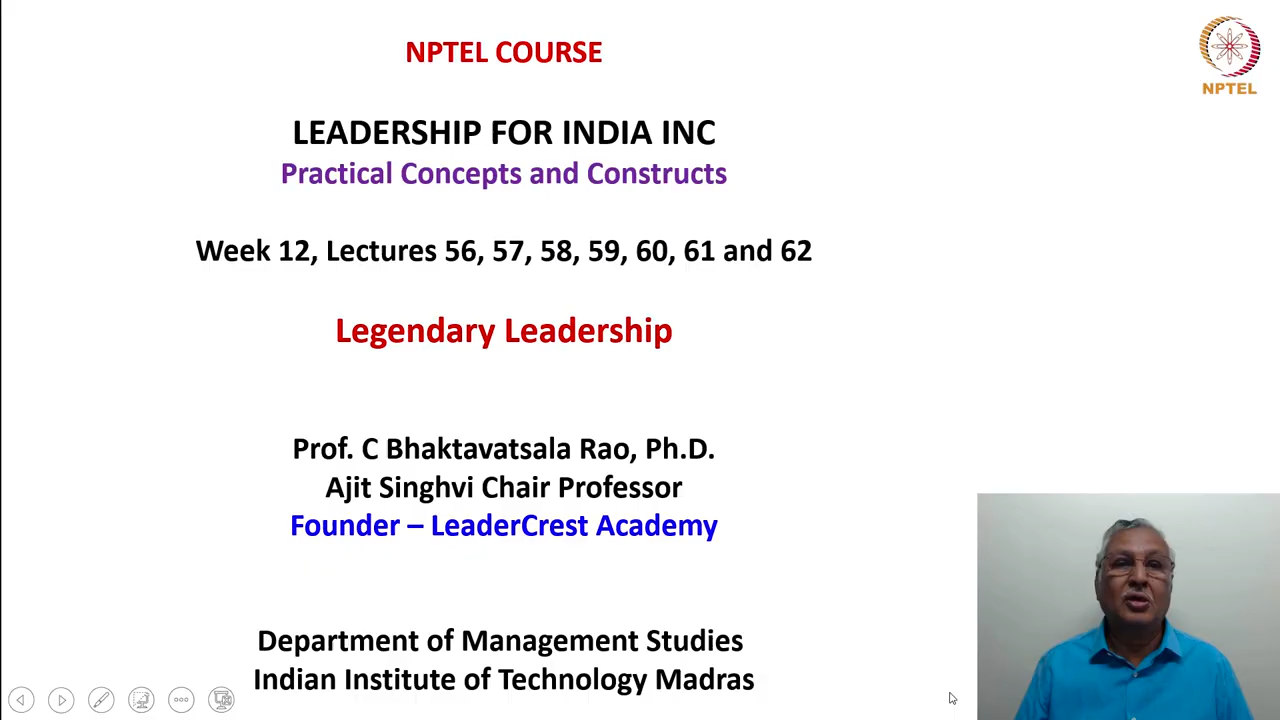 NPTEL COURSE
NPTEL
LEADERSHIP FOR INDIA INC
Practical Concepts and Constructs
Week 12, Lectures 56, 57, 58, 59, 60, 61 and 62
Legendary Leadership
Prof. C Bhaktavatsala Rao, Ph.D.
Ajit Singhvi Chair Professor
Founder – LeaderCrest Academy
Department of Management Studies
Indian Institute of Technology Madras